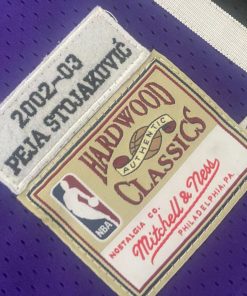 2002-03
PEJA STOJAKOVIĆ
HARDWOOD
AUTHENTIC
CLASSICS
NBA
NOSTALGIA CO.
Mitchell & Ness
PHILADELPHIA, PA.